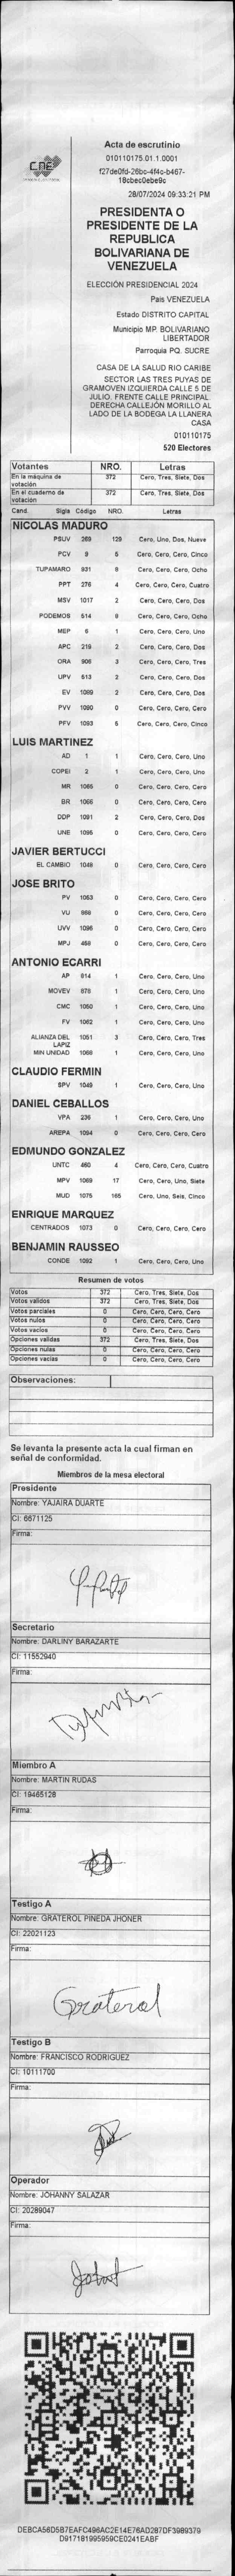 CNE
Acta de escrutinio
010110175.01.1.0001
f27de0fd-26bc-4f4c-b467-
18cbec0ebe9c
28/07/2024 09:33:21 PM
PRESIDENTA O
PRESIDENTE DE LA
REPUBLICA
BOLIVARIANA DE
VENEZUELA
ELECCIÓN PRESIDENCIAL 2024
Pais VENEZUELA
Estado DISTRITO CAPITAL
Municipio MP. BOLIVARIANO
LIBERTADOR
Parroquia PQ. SUCRE
CASA DE LA SALUD RIO CARIBE
SECTOR LAS TRES PUYAS DE
GRAMOVEN IZQUIERDA CALLE 5 DE
JULIO. FRENTE CALLE PRINCIPAL.
DERECHA CALLEJÓN MORILLO AL
LADO DE LA BODEGA LA LLANERA
CASA
010110175
520 Electores
Votantes NRO. Letras
En la máquina de votación 372 Cero, Tres, Siete, Dos
En el cuaderno de votación 372 Cero, Tres, Siete, Dos
Cand. Sigla Código NRO. Letras
NICOLAS MADURO
PSUV 269 129 Cero, Uno, Dos, Nueve
PCV 9 5 Cero, Cero, Cero, Cinco
TUPAMARO 931 8 Cero, Cero, Cero, Ocho
PPT 276 4 Cero, Cero, Cero, Cuatro
MSV 1017 2 Cero, Cero, Cero, Dos
PODEMOS 514 8 Cero, Cero, Cero, Ocho
MEP 6 1 Cero, Cero, Cero, Uno
APC 219 2 Cero, Cero, Cero, Dos
ORA 906 3 Cero, Cero, Cero, Tres
UPV 513 2 Cero, Cero, Cero, Dos
EV 1089 2 Cero, Cero, Cero, Dos
PVV 1090 0 Cero, Cero, Cero, Cero
PFV 1093 5 Cero, Cero, Cero, Cinco
LUIS MARTINEZ
AD 1 1 Cero, Cero, Cero, Uno
COPEI 2 1 Cero, Cero, Cero, Uno
MR 1065 0 Cero, Cero, Cero, Cero
BR 1066 0 Cero, Cero, Cero, Cero
DDP 1091 2 Cero, Cero, Cero, Dos
UNE 1095 0 Cero, Cero, Cero, Cero
JAVIER BERTUCCI
EL CAMBIO 1048 0 Cero, Cero, Cero, Cero
JOSE BRITO
PV 1053 0 Cero, Cero, Cero, Cero
VU 968 0 Cero, Cero, Cero, Cero
UVV 1096 0 Cero, Cero, Cero, Cero
MPJ 458 0 Cero, Cero, Cero, Cero
ANTONIO ECARRI
AP 914 1 Cero, Cero, Cero, Uno
MOVEV 878 1 Cero, Cero, Cero, Uno
CMC 1050 1 Cero, Cero, Cero, Uno
FV 1062 1 Cero, Cero, Cero, Uno
ALIANZA DEL LAPIZ 1051 3 Cero, Cero, Cero, Tres
MIN UNIDAD 1068 1 Cero, Cero, Cero, Uno
CLAUDIO FERMIN
SPV 1049 1 Cero, Cero, Cero, Uno
DANIEL CEBALLOS
VPA 236 1 Cero, Cero, Cero, Uno
AREPA 1094 0 Cero, Cero, Cero, Cero
EDMUNDO GONZALEZ
UNTC 460 4 Cero, Cero, Cero, Cuatro
MPV 1069 17 Cero, Cero, Uno, Siete
MUD 1075 165 Cero, Uno, Seis, Cinco
ENRIQUE MARQUEZ
CENTRADOS 1073 0 Cero, Cero, Cero, Cero
BENJAMIN RAUSSEO
CONDE 1092 1 Cero, Cero, Cero, Uno
Resumen de votos
Votos 372 Cero, Tres, Siete, Dos
Votos validos 372 Cero, Tres, Siete, Dos
Votos parciales 0 Cero, Cero, Cero, Cero
Votos nulos 0 Cero, Cero, Cero, Cero
Votos vacios 0 Cero, Cero, Cero, Cero
Opciones validas 372 Cero, Tres, Siete, Dos
Opciones nulas 0 Cero, Cero, Cero, Cero
Opciones vacias 0 Cero, Cero, Cero, Cero
Observaciones:
Se levanta la presente acta la cual firman en
señal de conformidad.
Miembros de la mesa electoral
Presidente
Nombre: YAJAIRA DUARTE
CI: 6671125
Firma:
Secretario
Nombre: DARLINY BARAZARTE
CI: 11552940
Firma:
Miembro A
Nombre: MARTIN RUDAS
CI: 19465128
Firma:
Testigo A
Nombre: GRATEROL PINEDA JHONER
CI: 22021123
Firma:
Graterol
Testigo B
Nombre: FRANCISCO RODRIGUEZ
CI: 10111700
Firma:
Operador
Nombre: JOHANNY SALAZAR
CI: 20289047
Firma:
DEBCA56D5B7EAFC496AC2E14E76AD287DF3989379
D917181995959CE0241EABF